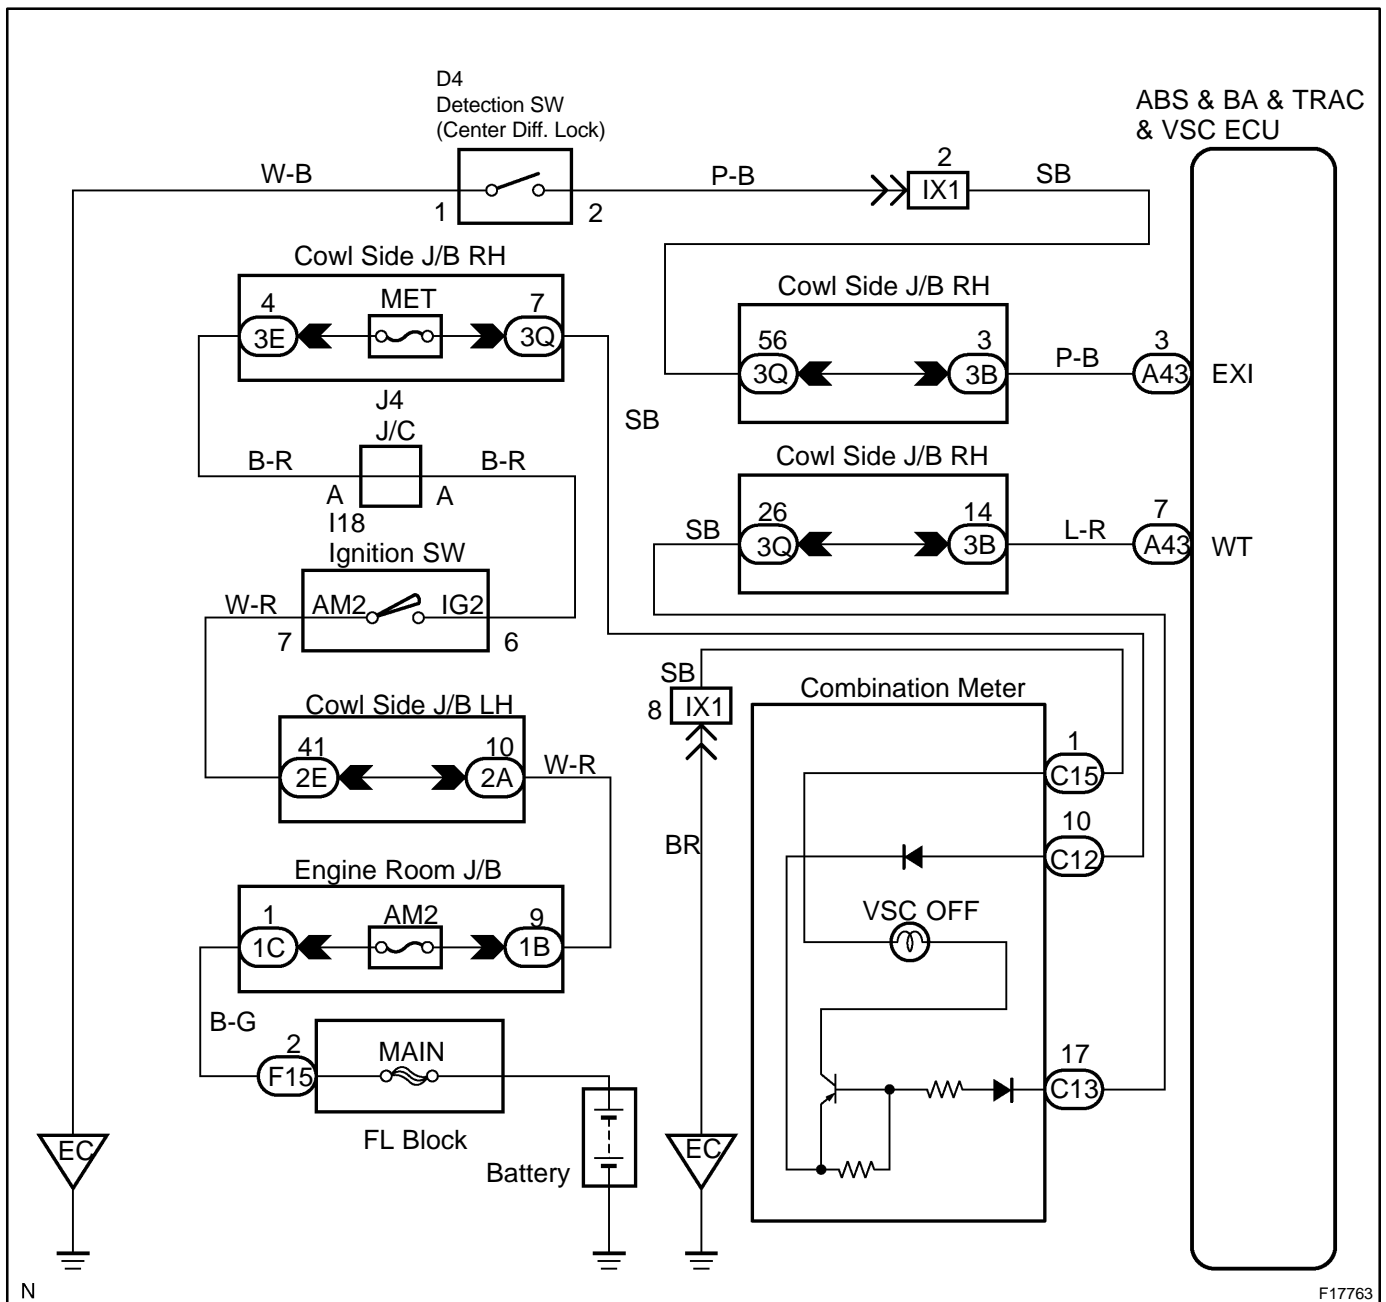 D4
Detection SW
(Center Diff. Lock)
ABS & BA & TRAC
& VSC ECU
W-B
1
2
P-B
2
IX1
SB
Cowl Side J/B RH
4
MET
7
3E
3Q
Cowl Side J/B RH
56
3
3Q
3B
P-B
3
A43
EXI
J4
J/C
SB
B-R
B-R
A
A
I18
Ignition SW
Cowl Side J/B RH
SB
26
14
3Q
3B
L-R
7
A43
WT
W-R
AM2
IG2
7
6
SB
8
IX1
Combination Meter
Cowl Side J/B LH
41
10
2E
2A
W-R
1
C15
10
C12
BR
VSC OFF
Engine Room J/B
1
AM2
9
1C
1B
B-G
2
F15
MAIN
FL Block
Battery
17
C13
EC
EC
N
F17763